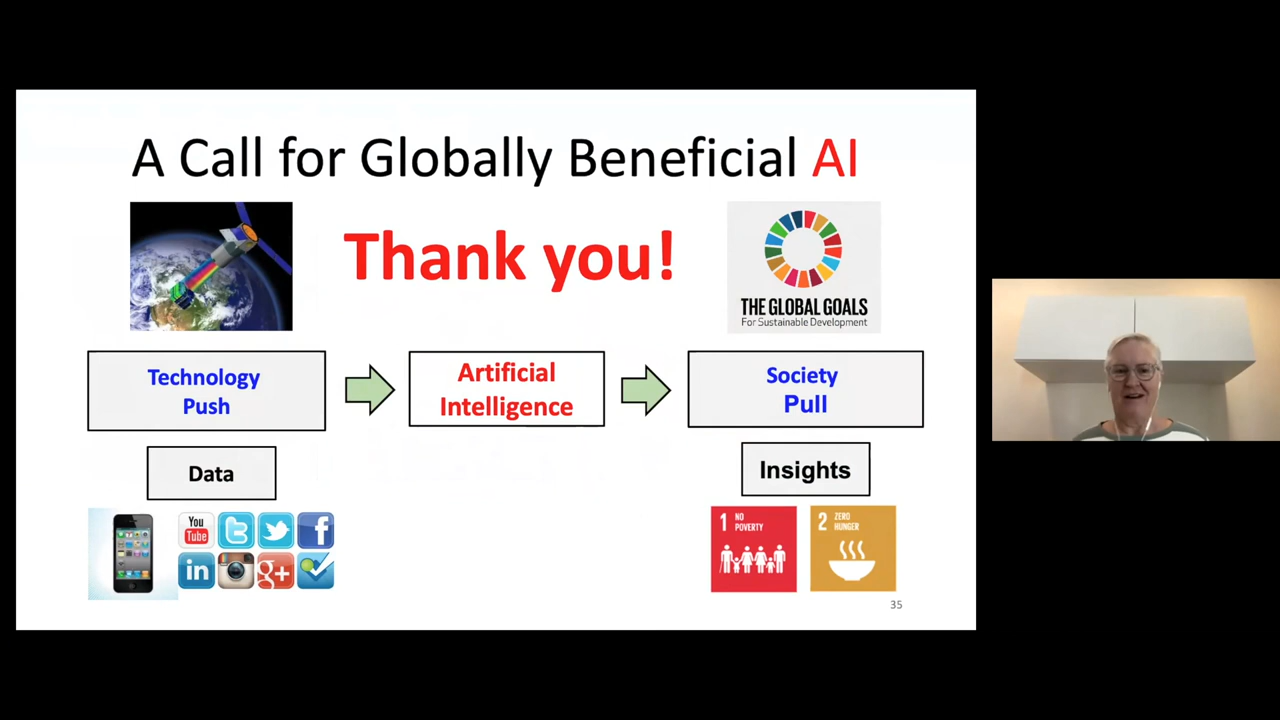 A Call for Globally Beneficial AI
Thank you!
THE GLOBAL GOALS
For Sustainable Development
Technology
Push
Artificial
Intelligence
Society
Pull
Data
Insights
You
Tube
t
f
in
g+
1 NO
POVERTY
2 ZERO
HUNGER
35